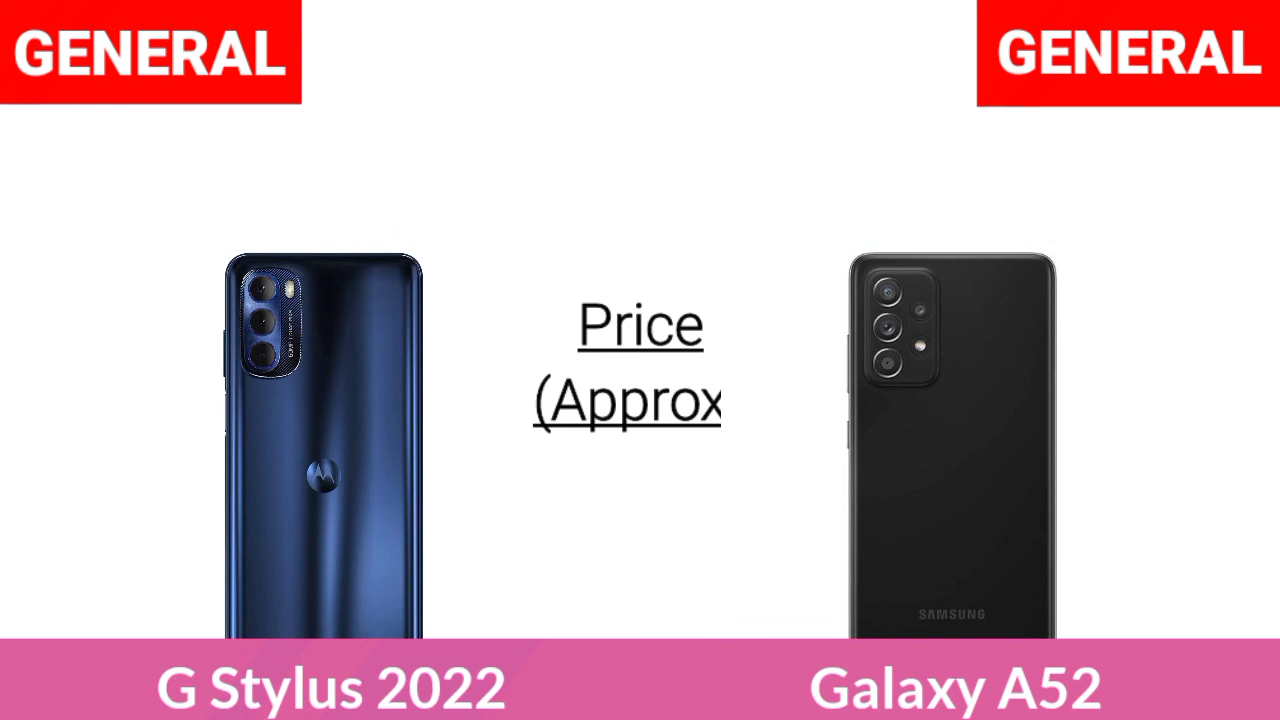 GENERAL
GENERAL
Price
(Approx
SAMSUNG
G Stylus 2022
Galaxy A52